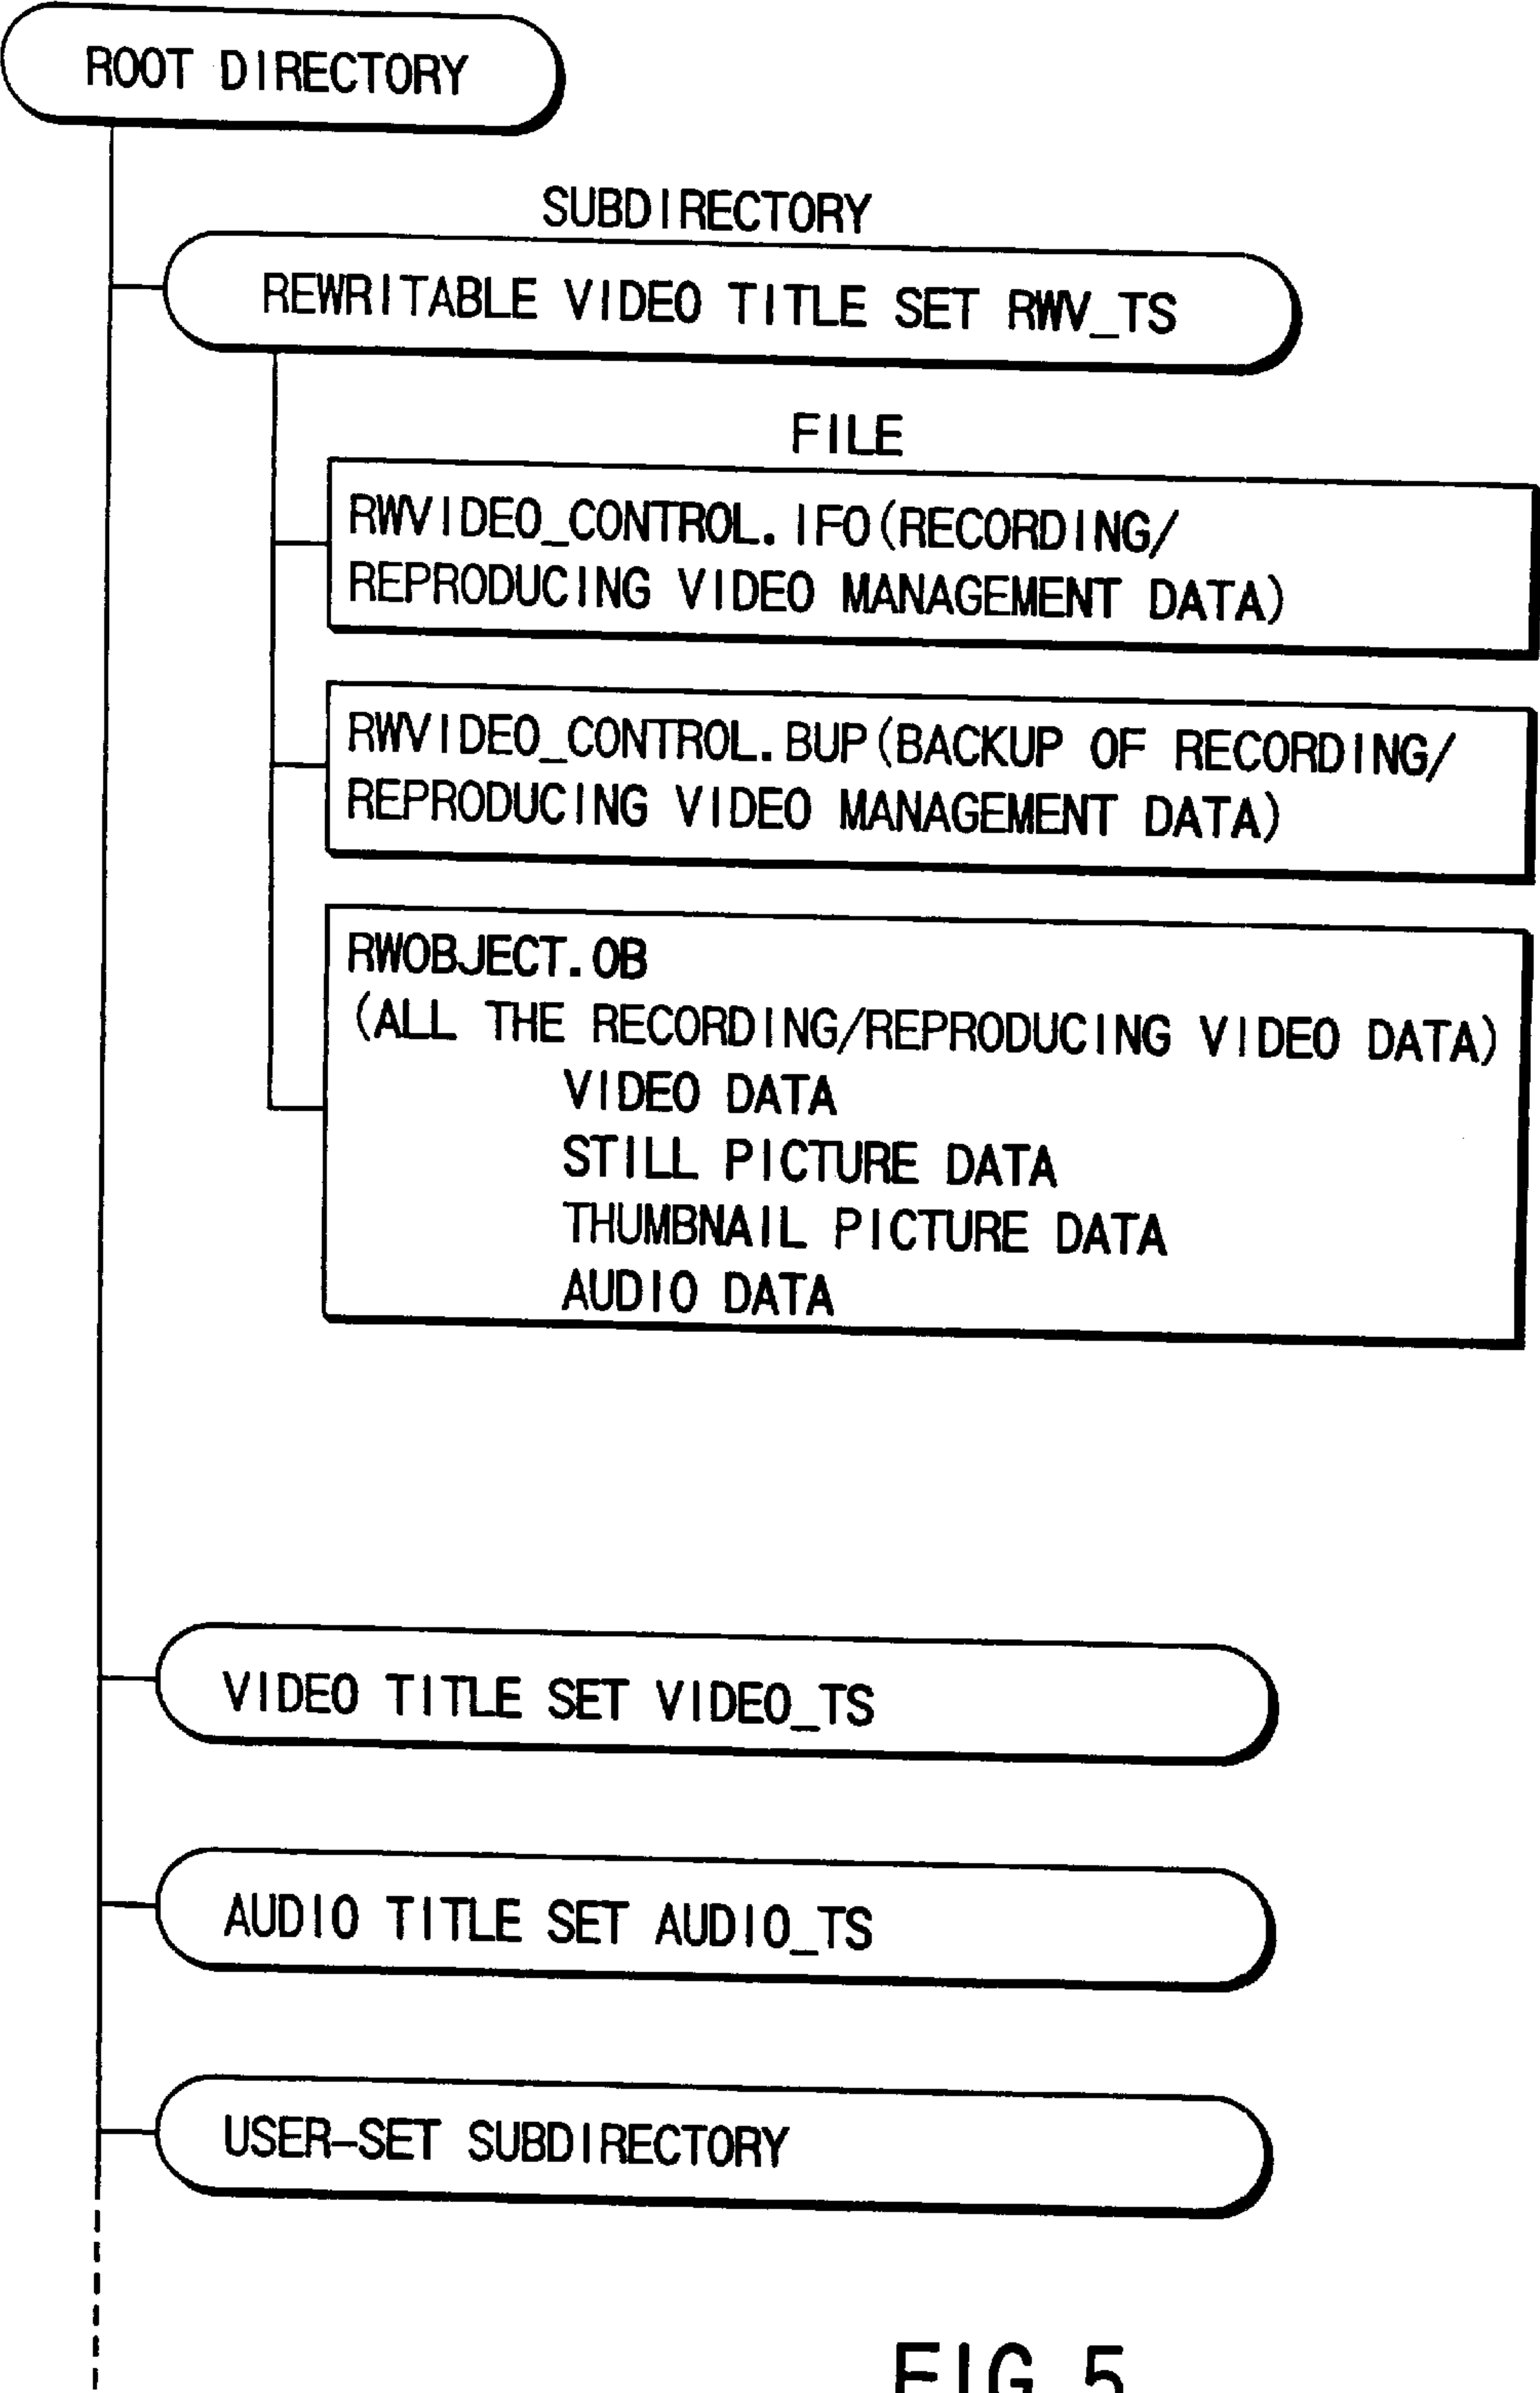 ROOT DIRECTORY
SUBDIRECTORY
REWRITABLE VIDEO TITLE SET RWV_TS
FILE
RWVIDEO_CONTROL.IFO(RECORDING/
REPRODUCING VIDEO MANAGEMENT DATA)
RWVIDEO_CONTROL.BUP(BACKUP OF RECORDING/
REPRODUCING VIDEO MANAGEMENT DATA)
RWOBJECT.OB
(ALL THE RECORDING/REPRODUCING VIDEO DATA)
VIDEO DATA
STILL PICTURE DATA
THUMBNAIL PICTURE DATA
AUDIO DATA
VIDEO TITLE SET VIDEO_TS
AUDIO TITLE SET AUDIO_TS
USER-SET SUBDIRECTORY
FIG.5